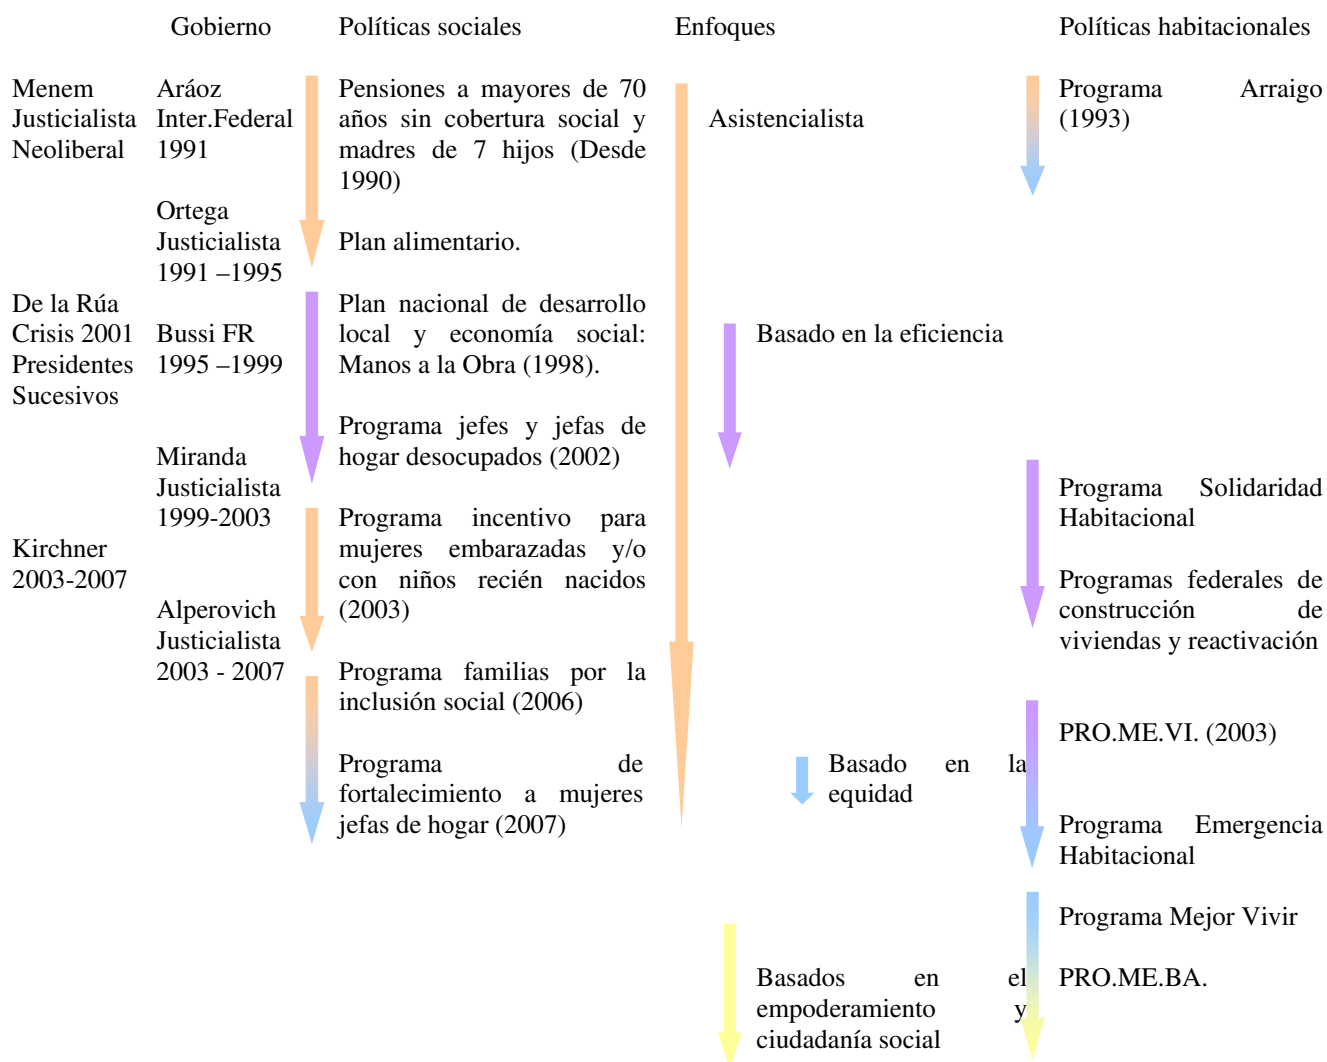 Gobierno
Políticas sociales
Enfoques
Políticas habitacionales
Menem
Justicialista
Neoliberal
De la Rúa
Crisis 2001
Presidentes
Sucesivos
Kirchner
2003-2007
Aráoz
Inter.Federal
1991
Ortega
Justicialista
1991 –1995
Bussi FR
1995 –1999
Miranda
Justicialista
1999-2003
Alperovich
Justicialista
2003 - 2007
Pensiones a mayores de 70
años sin cobertura social y
madres de 7 hijos (Desde
1990)
Plan alimentario.
Plan nacional de desarrollo
local y economía social:
Manos a la Obra (1998).
Programa jefes y jefas de
hogar desocupados (2002)
Programa incentivo para
mujeres embarazadas y/o
con niños recién nacidos
(2003)
Programa familias por la
inclusión social (2006)
Programa de
fortalecimiento a mujeres
jefas de hogar (2007)
Asistencialista
Basado en la eficiencia
Basado en la
equidad
Basados en el
empoderamiento y
ciudadanía social
Programa Arraigo
(1993)
Programa Solidaridad
Habitacional
Programas federales de
construcción de
viviendas y reactivación
PRO.ME.VI. (2003)
Programa Emergencia
Habitacional
Programa Mejor Vivir
PRO.ME.BA.